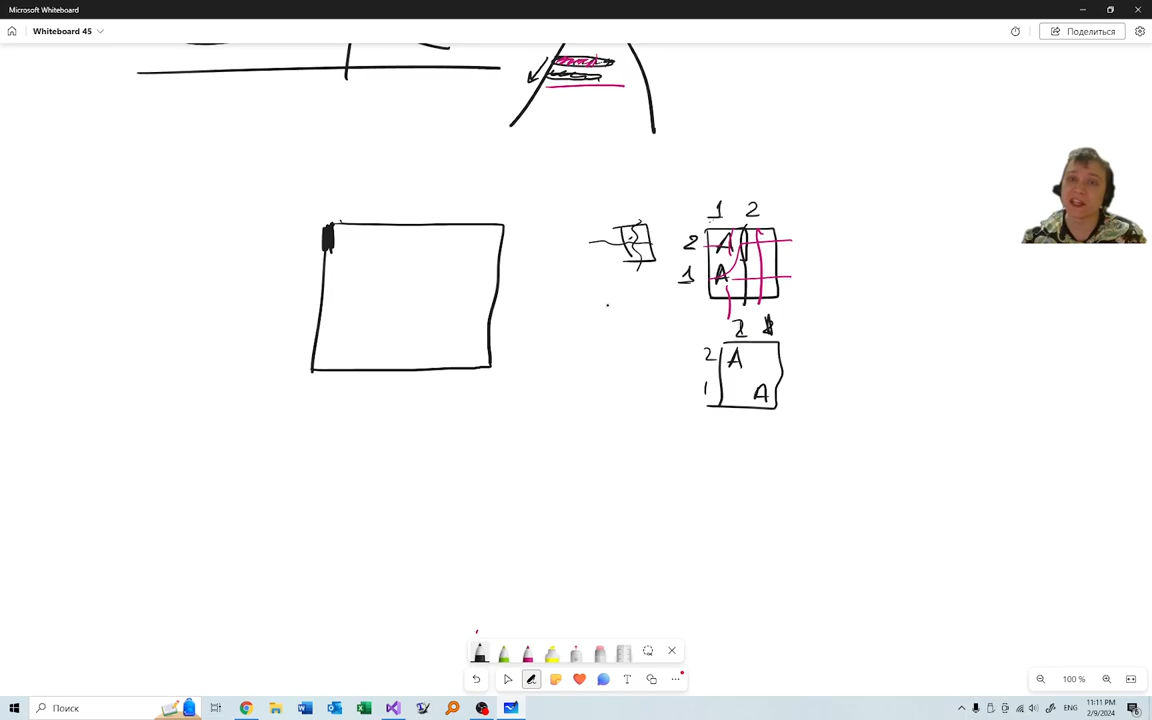 Microsoft Whiteboard
Whiteboard 45
Поделиться
1 2
2 A
1 A
2
2 A
1 A
100 %
Поиск
ENG
11:11 PM
2/9/2024
6